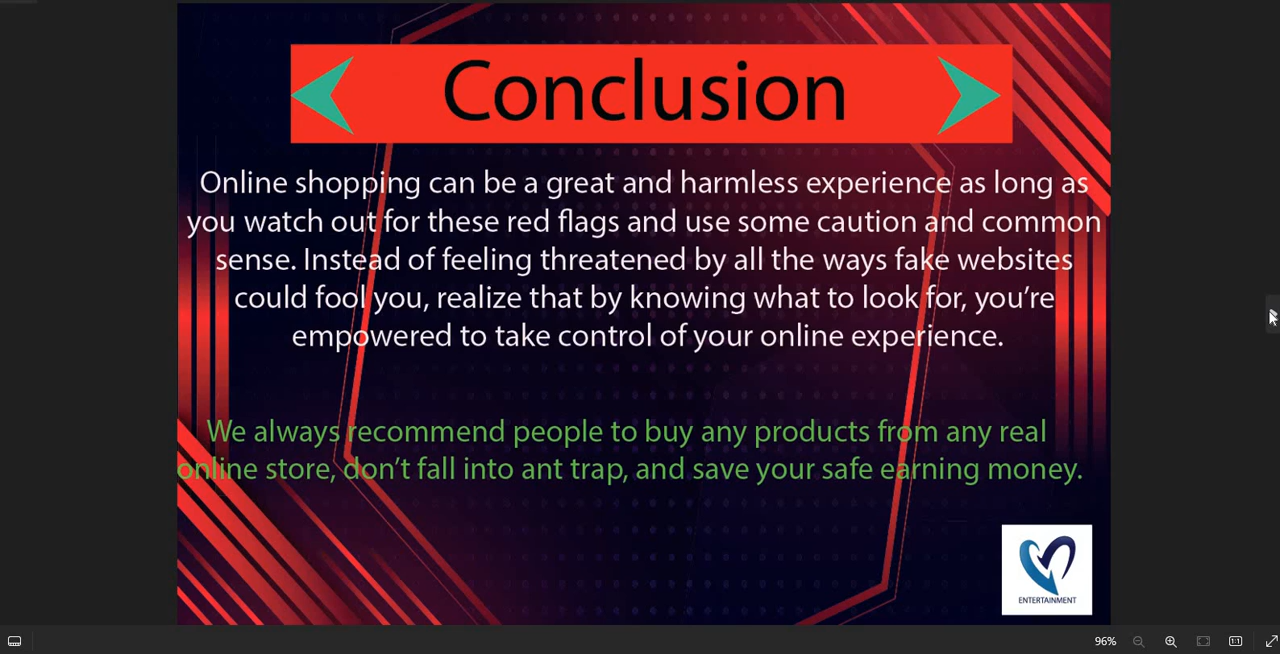 Conclusion
Online shopping can be a great and harmless experience as long as
you watch out for these red flags and use some caution and common
sense. Instead of feeling threatened by all the ways fake websites
could fool you, realize that by knowing what to look for, you’re
empowered to take control of your online experience.
We always recommend people to buy any products from any real
online store, don’t fall into ant trap, and save your safe earning money.
ENTERTAINMENT
96%
1:1